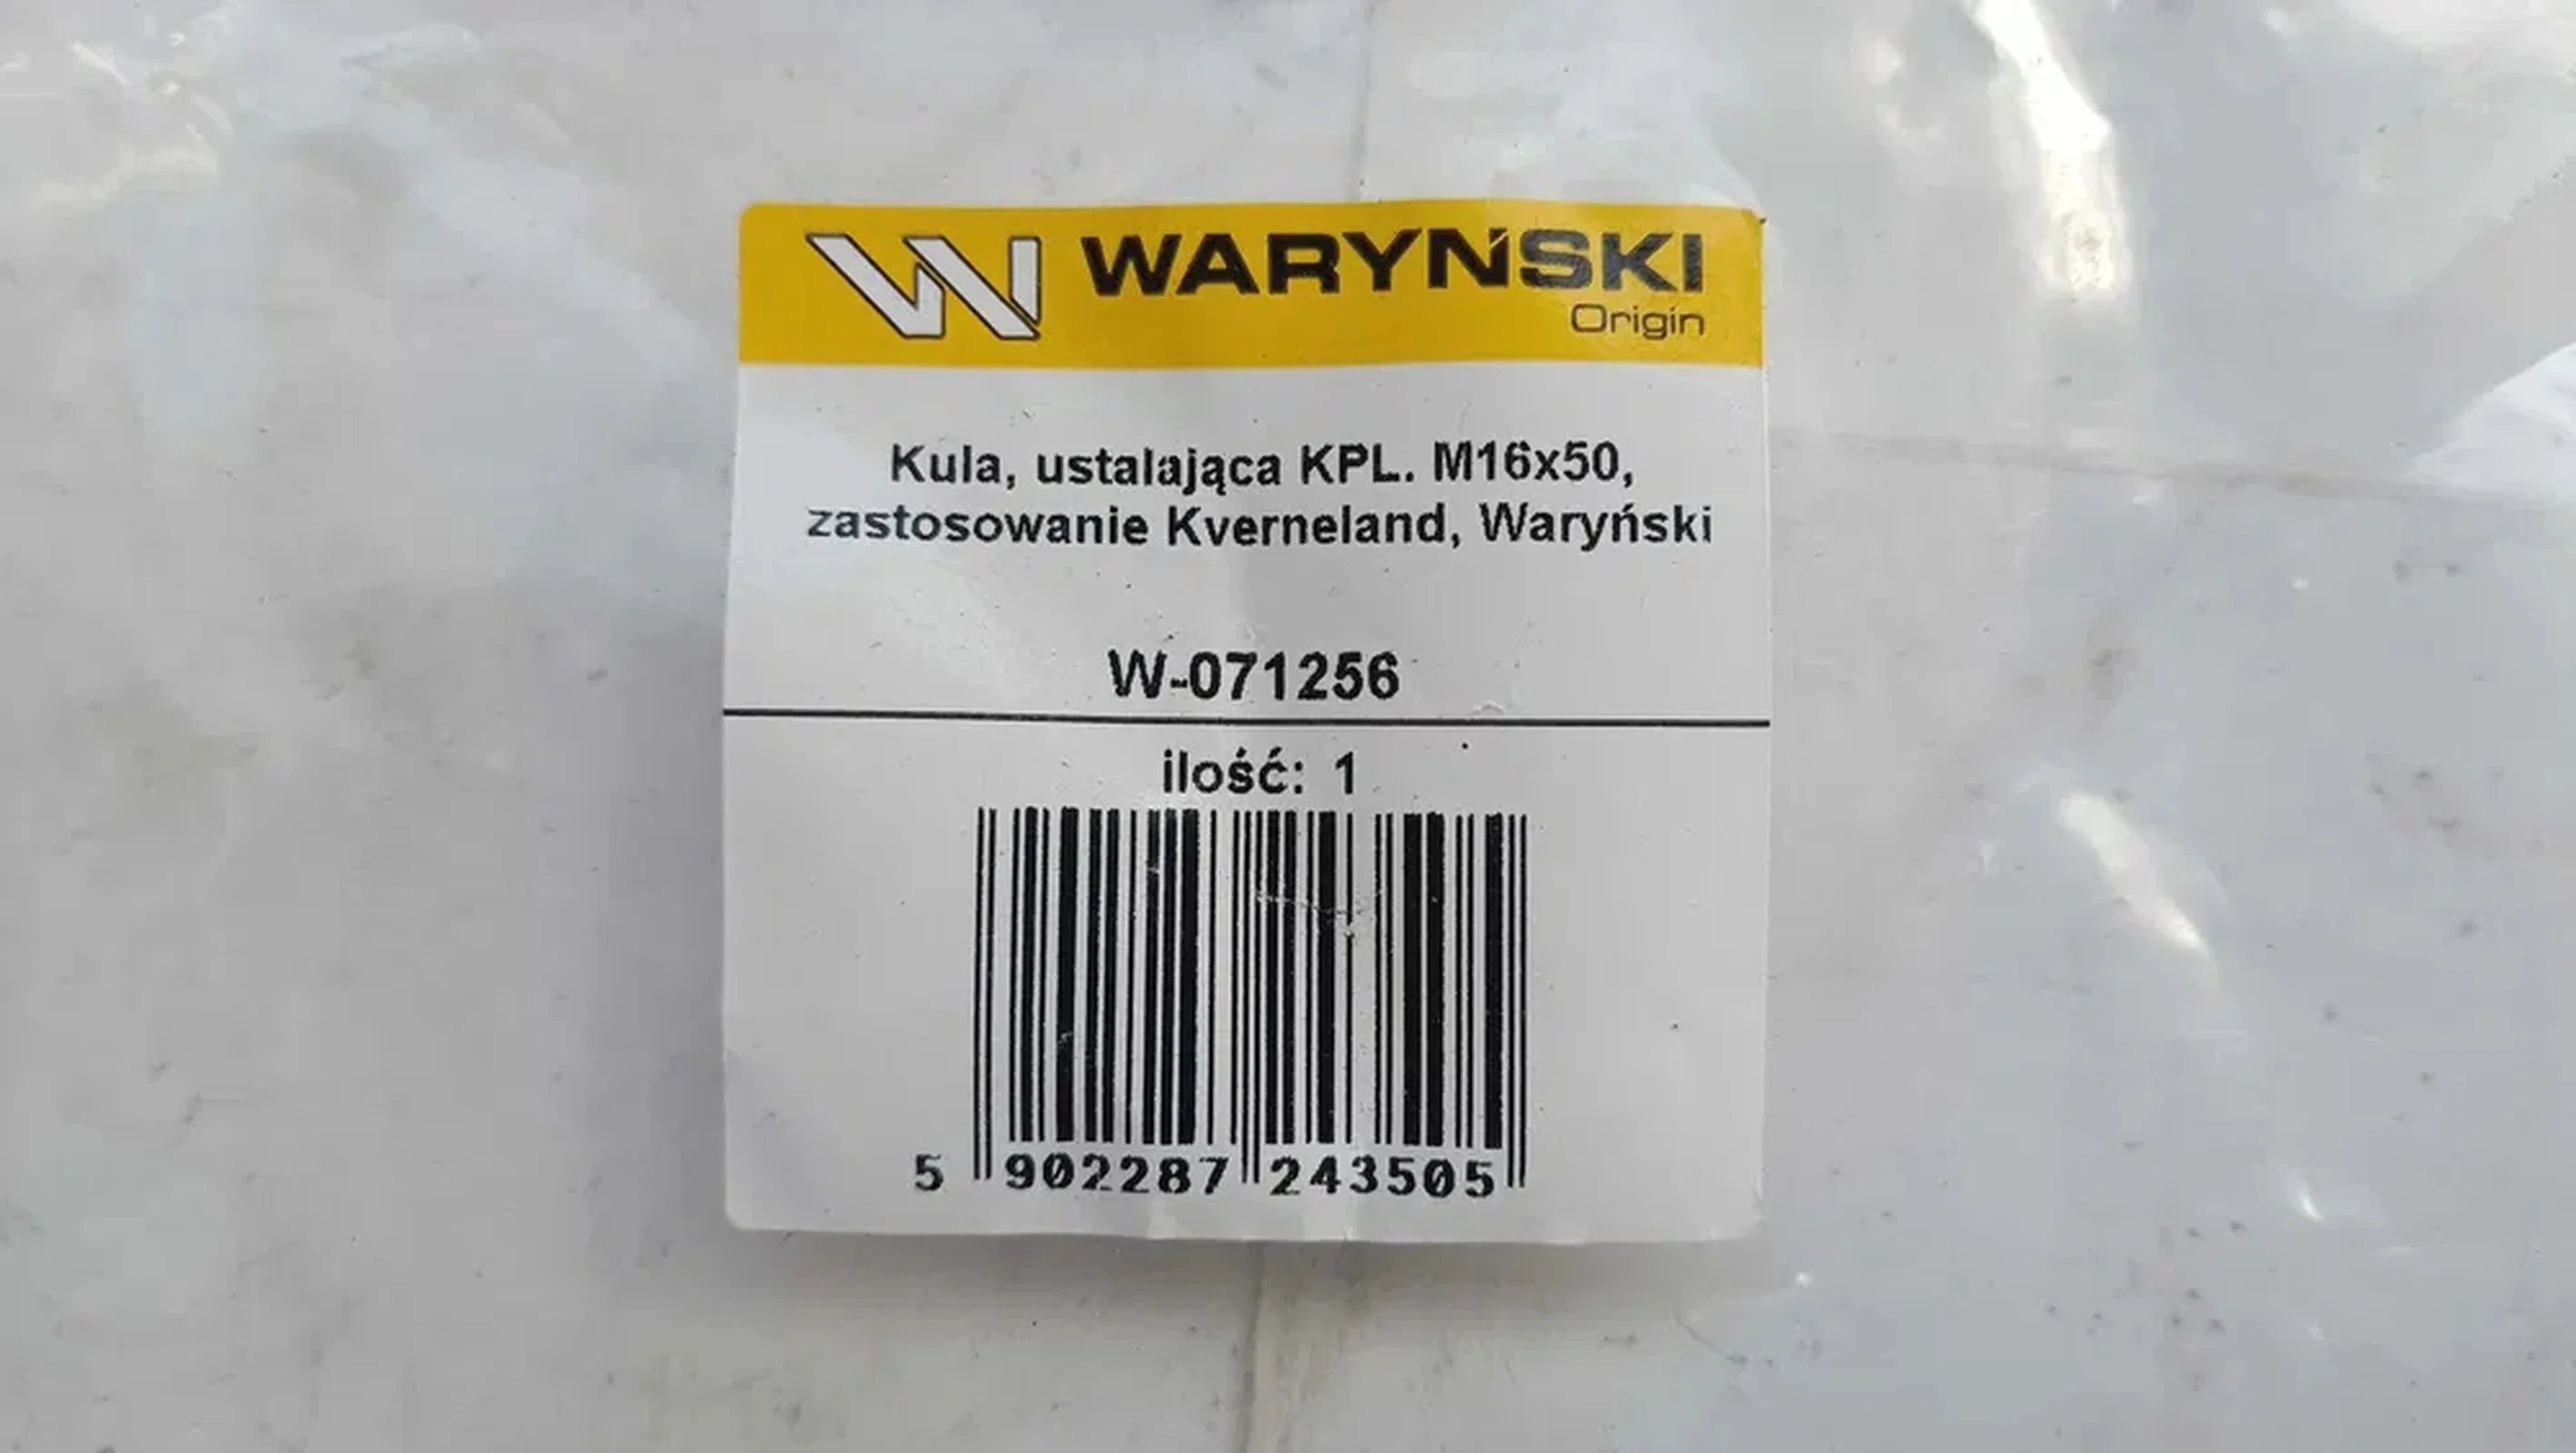 WARYŃSKI
Origin
Kula, ustalająca KPL. M16x50,
zastosowanie Kverneland, Waryński
W-071256
ilość: 1
5 902287 243505